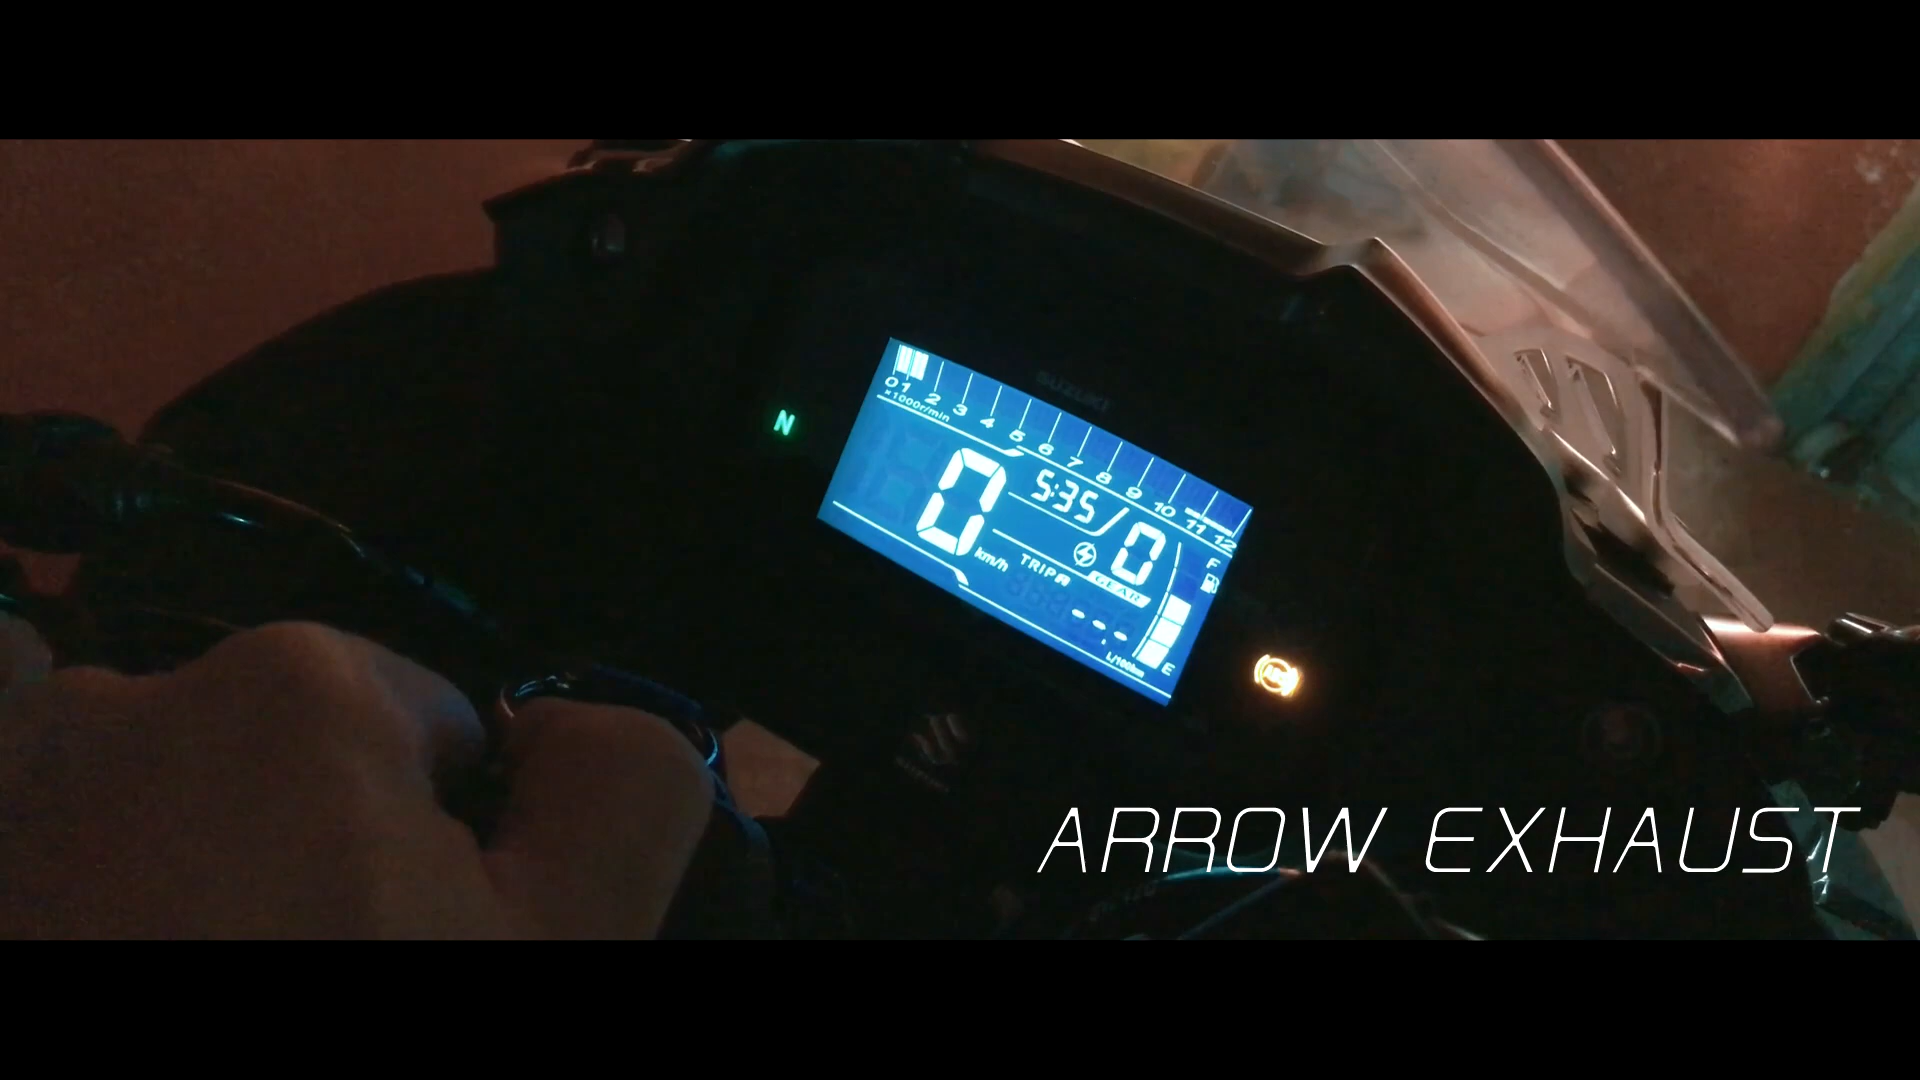 SUZUKI
0 1 2 3 4 5 6 7 8 9 10 11 12
×1000r/min
N
5:35
0
km/h
0
GEAR
TRIP A
--.-
L/100km
F
E
ABS
ARROW EXHAUST